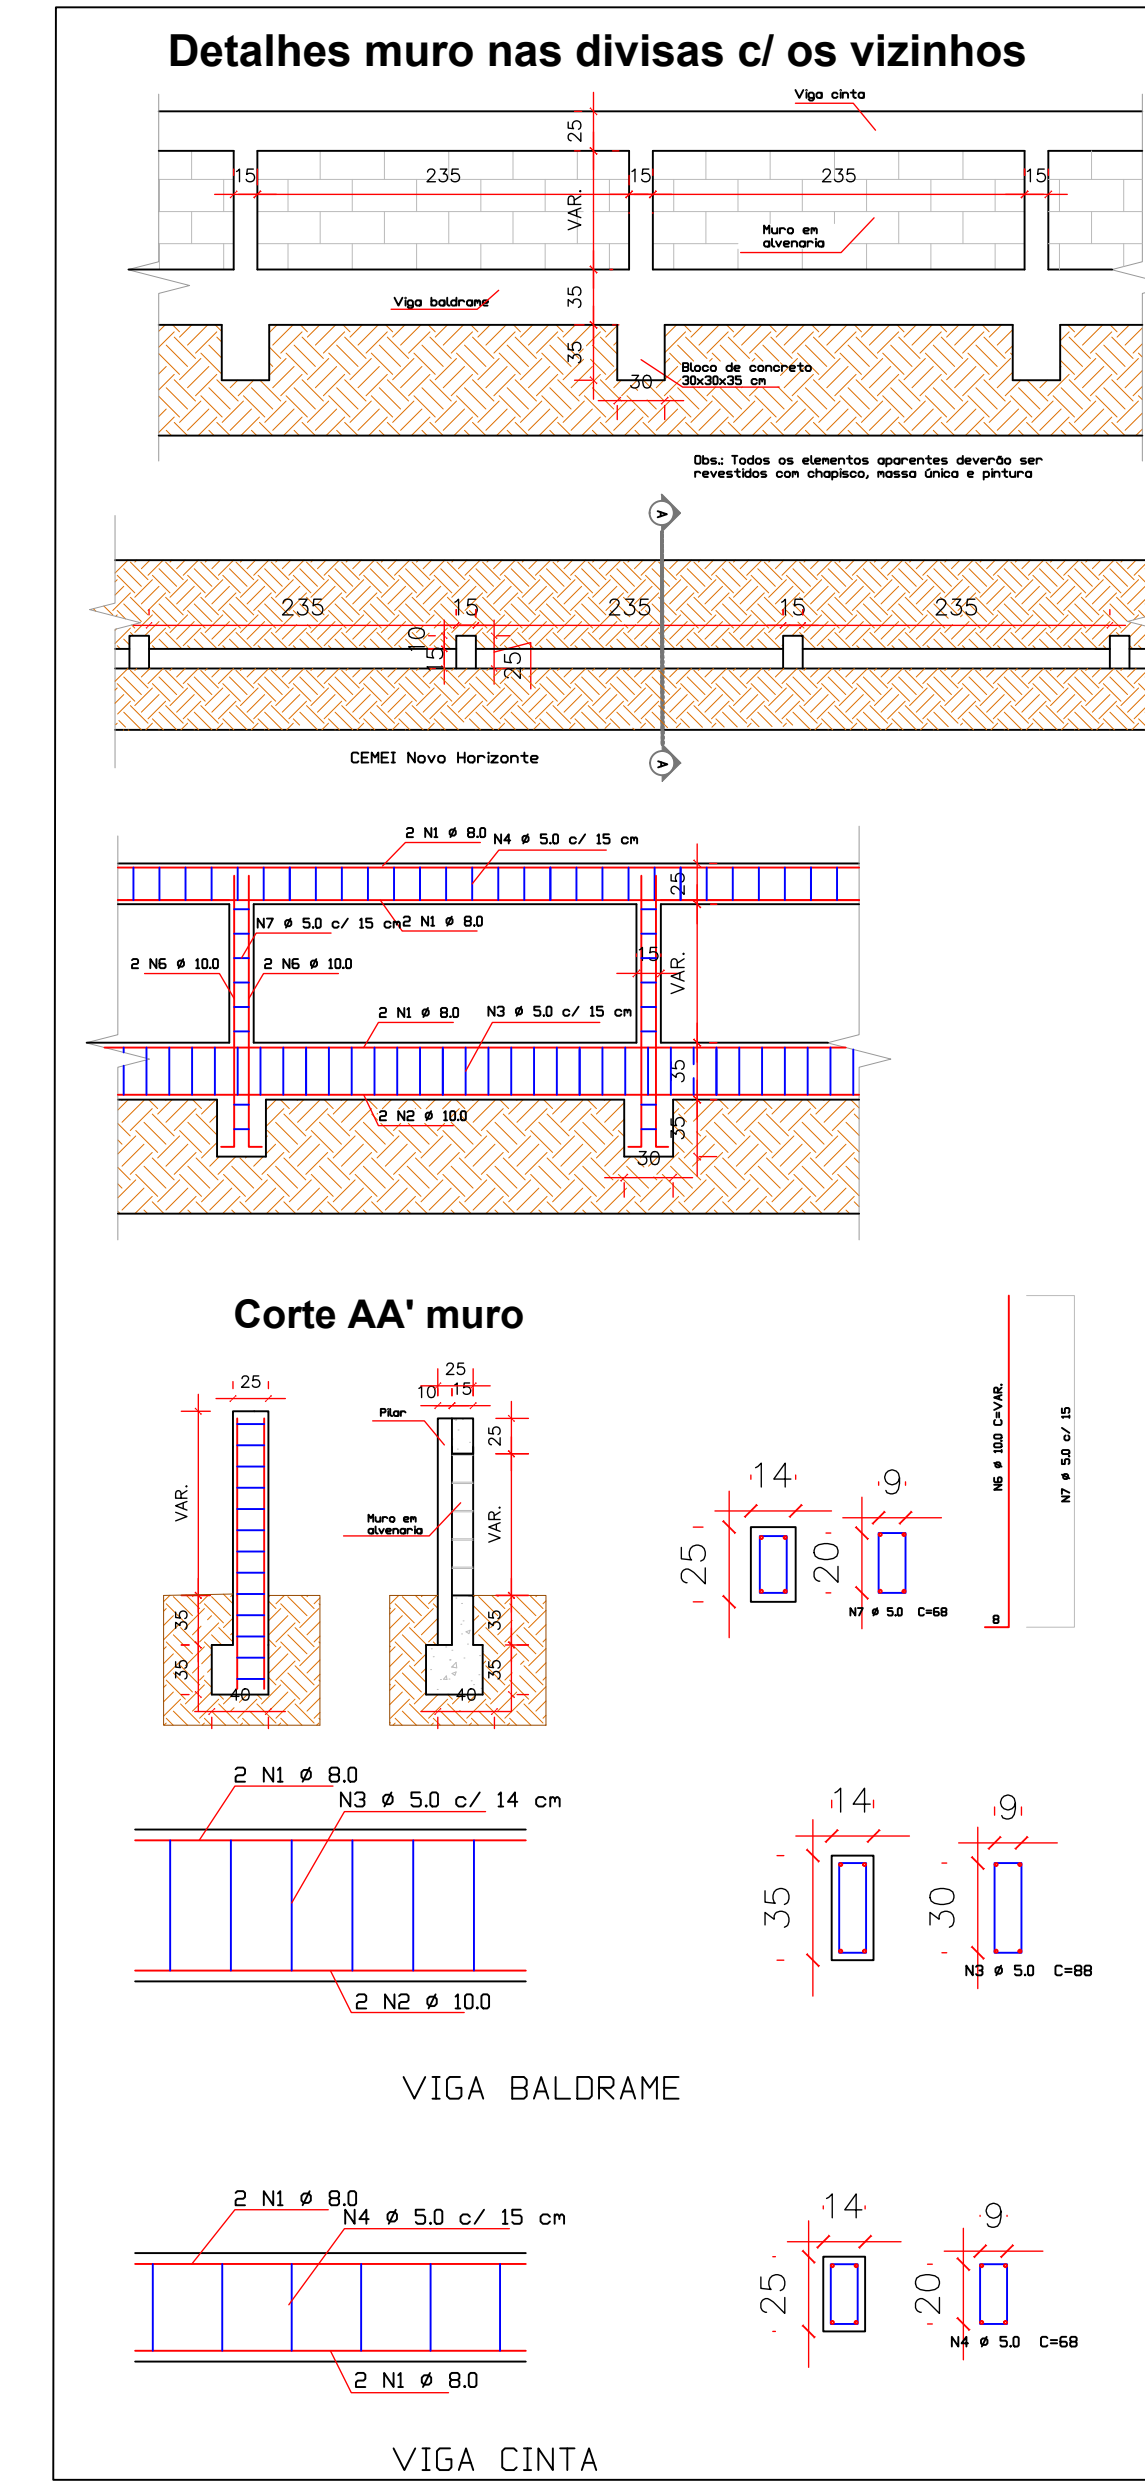 Detalhes muro nas divisas c/ os vizinhos
Viga cinta
25
15
235
15
235
15
VAR.
Muro em
alvenaria
Viga baldrame
35
35
Bloco de concreto
30x30x35 cm
30
Obs.: Todos os elementos aparentes deverão ser
revestidos com chapisco, massa única e pintura
A
235
15
235
15
235
10
15
25
CEMEI Novo Horizonte
A
2 N1 ø 8.0
N4 ø 5.0 c/ 15 cm
25
N7 ø 5.0 c/ 15 cm
2 N1 ø 8.0
2 N6 ø 10.0
2 N6 ø 10.0
15
VAR.
2 N1 ø 8.0
N3 ø 5.0 c/ 15 cm
35
2 N2 ø 10.0
35
30
Corte AA' muro
25
VAR.
35
35
40
25
10
15
Pilar
25
Muro em
alvenaria
VAR.
35
35
40
14
25
9
20
N7 ø 5.0 C=68
N6 ø 10.0 C=VAR.
8
N7 ø 5.0 c/ 15
2 N1 ø 8.0
N3 ø 5.0 c/ 14 cm
2 N2 ø 10.0
14
35
9
30
N3 ø 5.0 C=88
VIGA BALDRAME
2 N1 ø 8.0
N4 ø 5.0 c/ 15 cm
2 N1 ø 8.0
14
25
9
20
N4 ø 5.0 C=68
VIGA CINTA